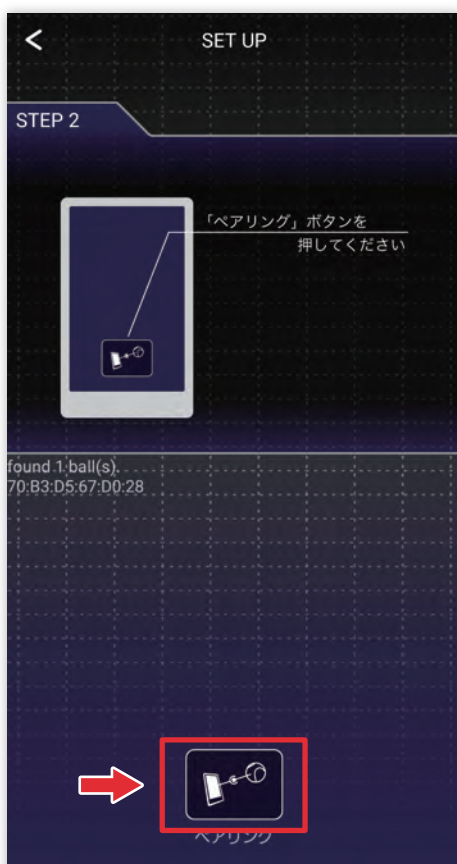 SET UP
STEP 2
「ペアリング」ボタンを
押してください
found 1 ball(s).
70:B3:D5:67:D0:28
ペアリング